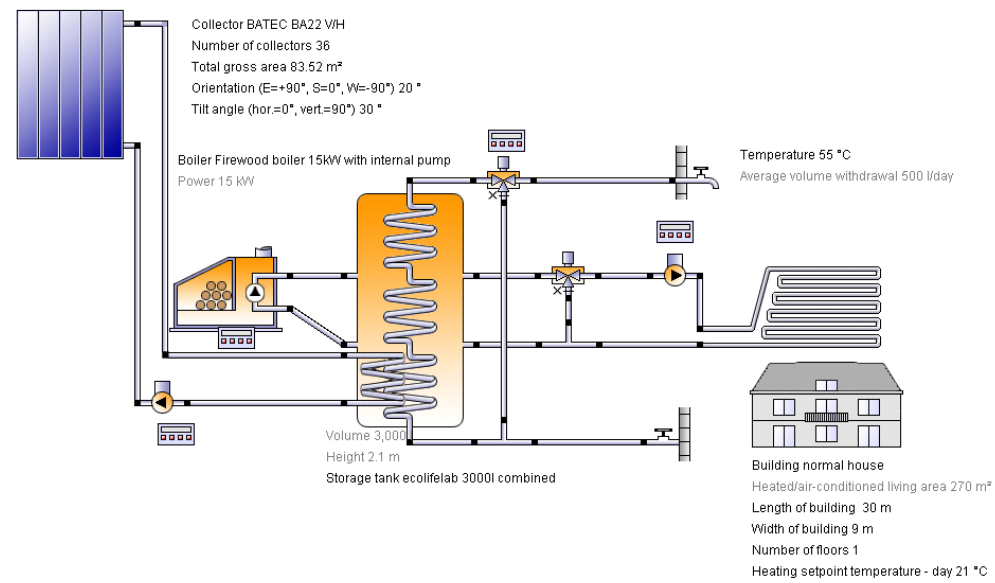 Collector BATEC BA22 V/H
Number of collectors 36
Total gross area 83.52 m²
Orientation (E=+90°, S=0°, W=-90°) 20 °
Tilt angle (hor.=0°, vert.=90°) 30 °
Boiler Firewood boiler 15kW with internal pump
Power 15 kW
Temperature 55 °C
Average volume withdrawal 500 l/day
Volume 3,000
Height 2.1 m
Storage tank ecolifelab 3000l combined
Building normal house
Heated/air-conditioned living area 270 m²
Length of building 30 m
Width of building 9 m
Number of floors 1
Heating setpoint temperature - day 21 °C